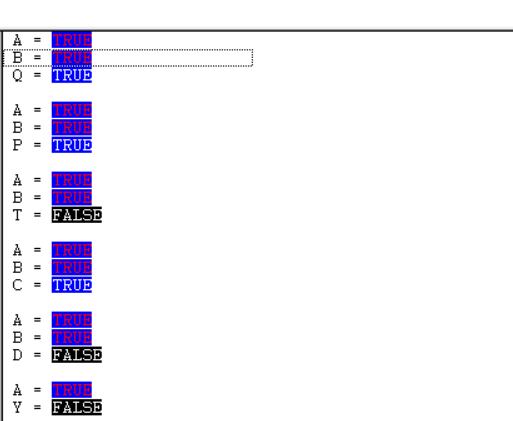 A = TRUE
B = TRUE
Q = TRUE
A = TRUE
B = TRUE
P = TRUE
A = TRUE
B = TRUE
T = FALSE
A = TRUE
B = TRUE
C = TRUE
A = TRUE
B = TRUE
D = FALSE
A = TRUE
Y = FALSE